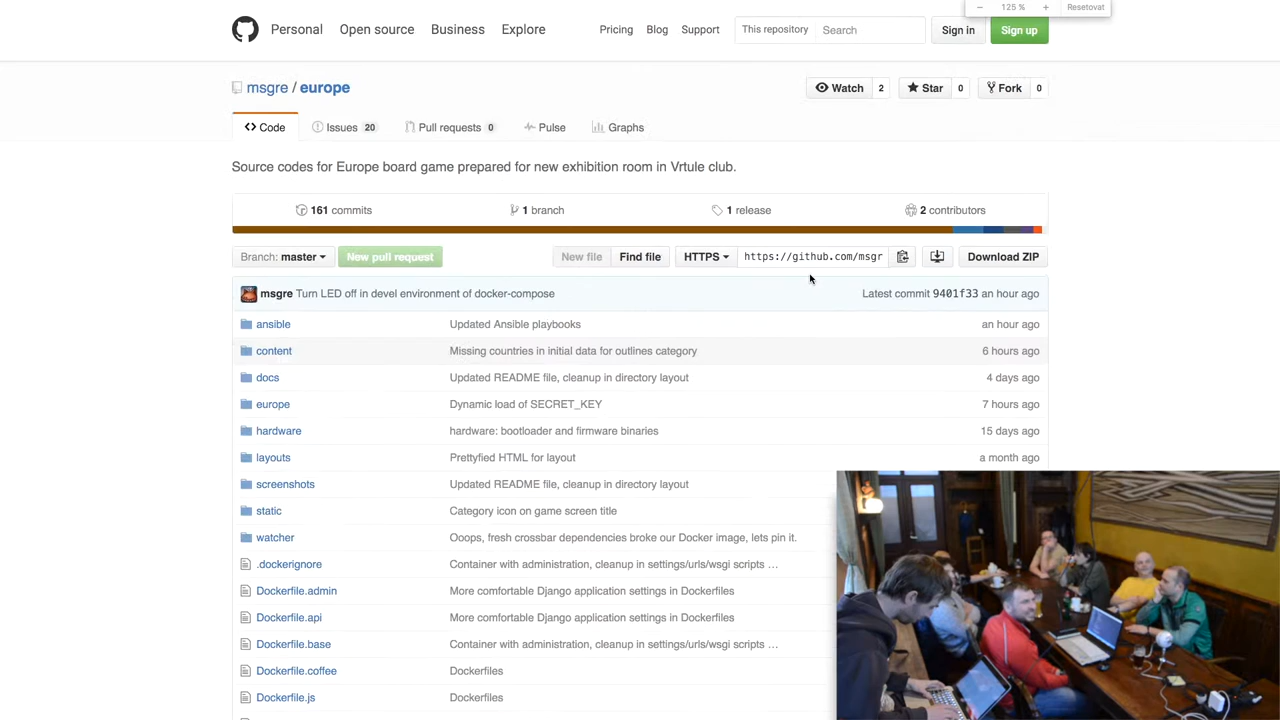 125 % + Resetovat
Personal Open source Business Explore Pricing Blog Support This repository Search Sign in Sign up
msgre / europe Watch 2 Star 0 Fork 0
Code Issues 20 Pull requests 0 Pulse Graphs
Source codes for Europe board game prepared for new exhibition room in Vrtule club.
161 commits 1 branch 1 release 2 contributors
Branch: master New pull request New file Find file HTTPS https://github.com/msgr Download ZIP
msgre Turn LED off in devel environment of docker-compose Latest commit 9401f33 an hour ago
ansible Updated Ansible playbooks an hour ago
content Missing countries in initial data for outlines category 6 hours ago
docs Updated README file, cleanup in directory layout 4 days ago
europe Dynamic load of SECRET_KEY 7 hours ago
hardware hardware: bootloader and firmware binaries 15 days ago
layouts Prettyfied HTML for layout a month ago
screenshots Updated README file, cleanup in directory layout
static Category icon on game screen title
watcher Ooops, fresh crossbar dependencies broke our Docker image, lets pin it.
.dockerignore Container with administration, cleanup in settings/urls/wsgi scripts …
Dockerfile.admin More comfortable Django application settings in Dockerfiles
Dockerfile.api More comfortable Django application settings in Dockerfiles
Dockerfile.base Container with administration, cleanup in settings/urls/wsgi scripts …
Dockerfile.coffee Dockerfiles
Dockerfile.js Dockerfiles